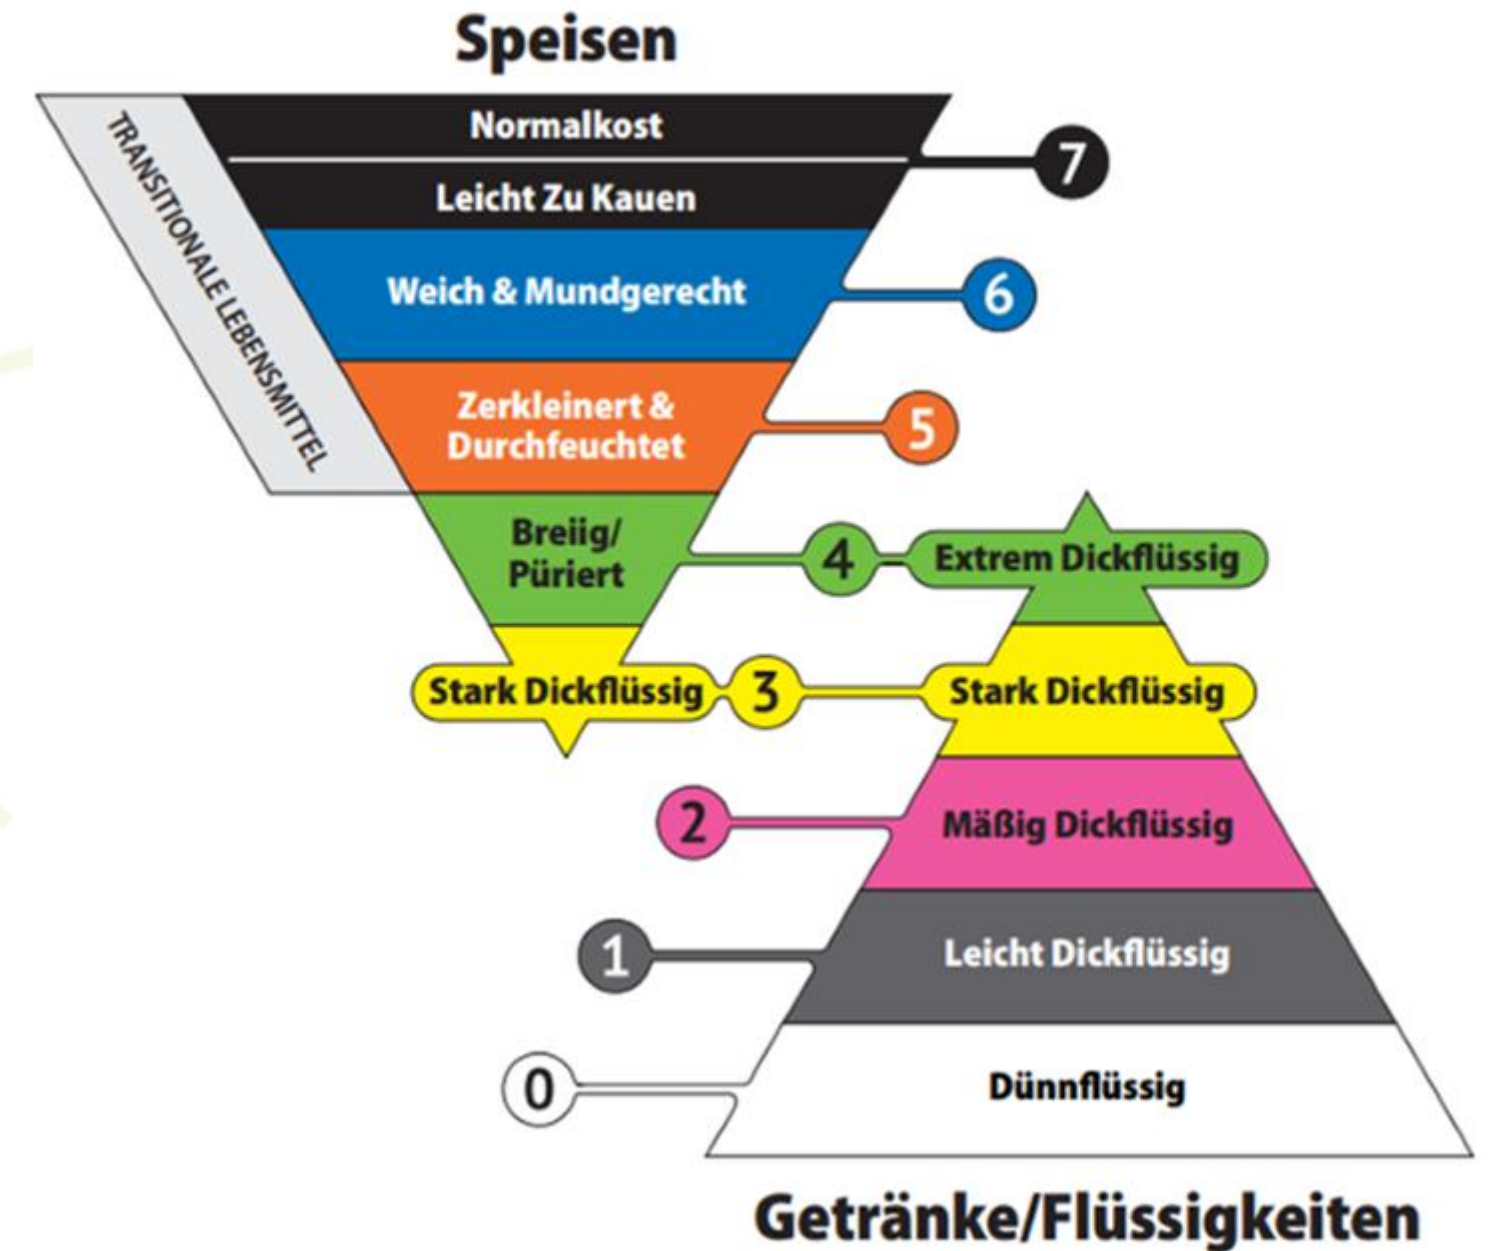 Speisen
TRANSITIONALE LEBENSMITTEL
Normalkost
7
Leicht Zu Kauen
Weich & Mundgerecht
6
Zerkleinert &
Durchfeuchtet
5
Breiig/
Püriert
4
Extrem Dickflüssig
Stark Dickflüssig
3
Stark Dickflüssig
2
Mäßig Dickflüssig
1
Leicht Dickflüssig
0
Dünnflüssig
Getränke/Flüssigkeiten